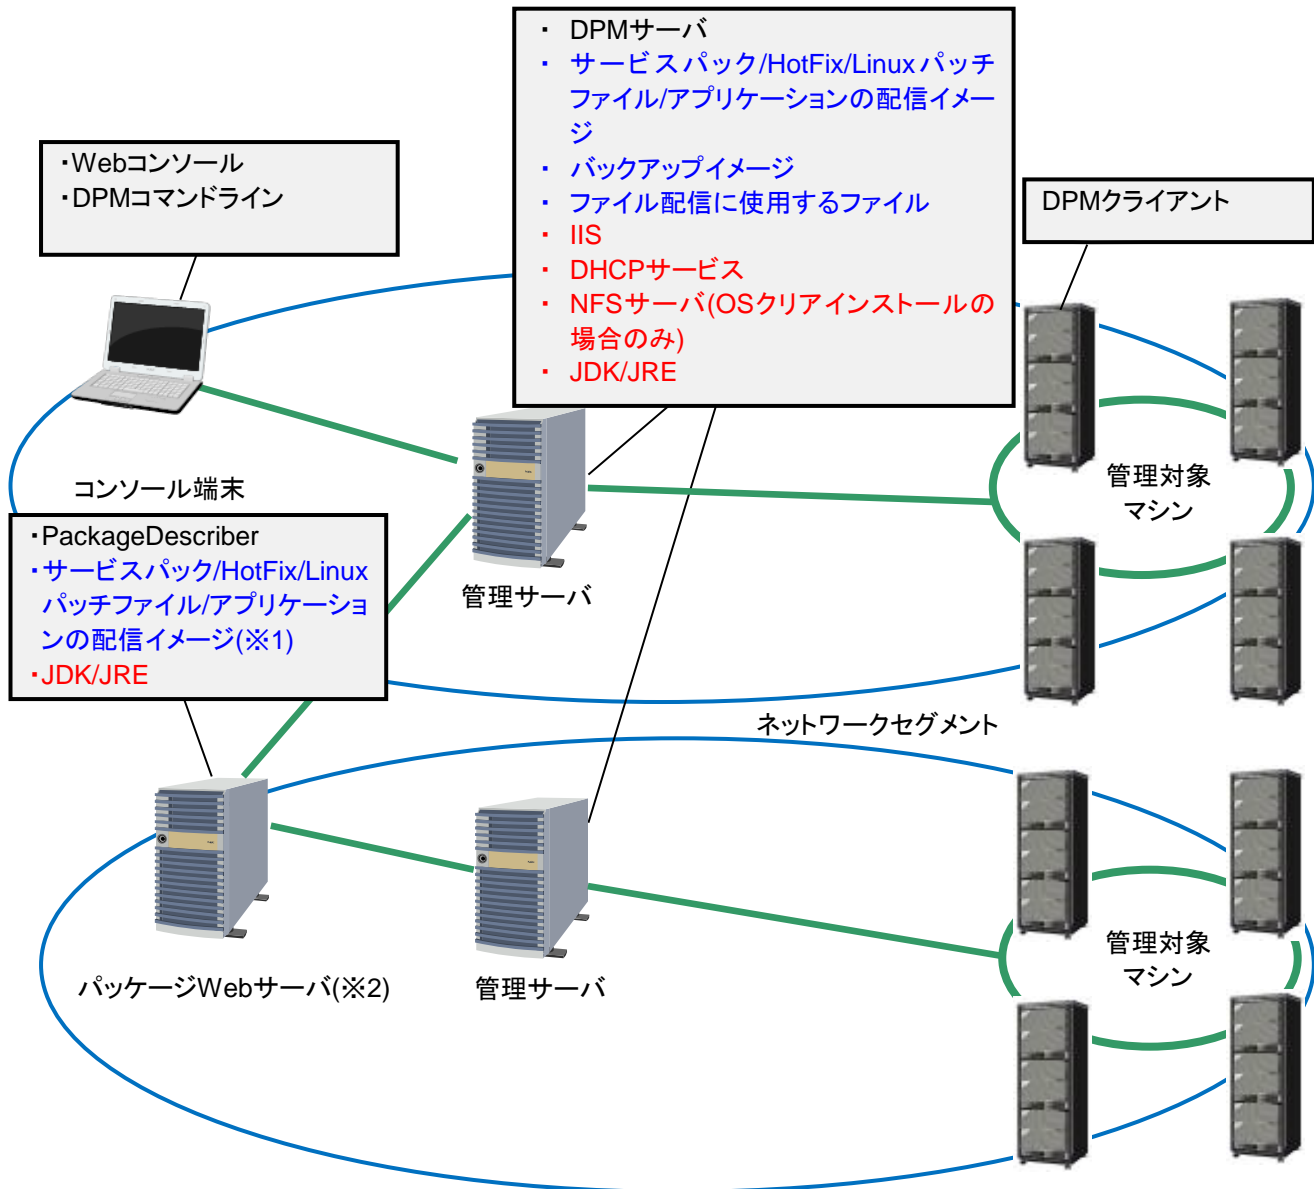 ・ DPMサーバ
・ サービスパック/HotFix/Linuxパッチ
ファイル/アプリケーションの配信イメー
ジ
・ バックアップイメージ
・ ファイル配信に使用するファイル
・ IIS
・ DHCPサービス
・ NFSサーバ(OSクリアインストールの
場合のみ)
・ JDK/JRE
・Webコンソール
・DPMコマンドライン
DPMクライアント
コンソール端末
管理対象
マシン
・PackageDescriber
・サービスパック/HotFix/Linux
パッチファイル/アプリケーショ
ンの配信イメージ(※1)
・JDK/JRE
管理サーバ
ネットワークセグメント
管理対象
マシン
パッケージWebサーバ(※2)
管理サーバ